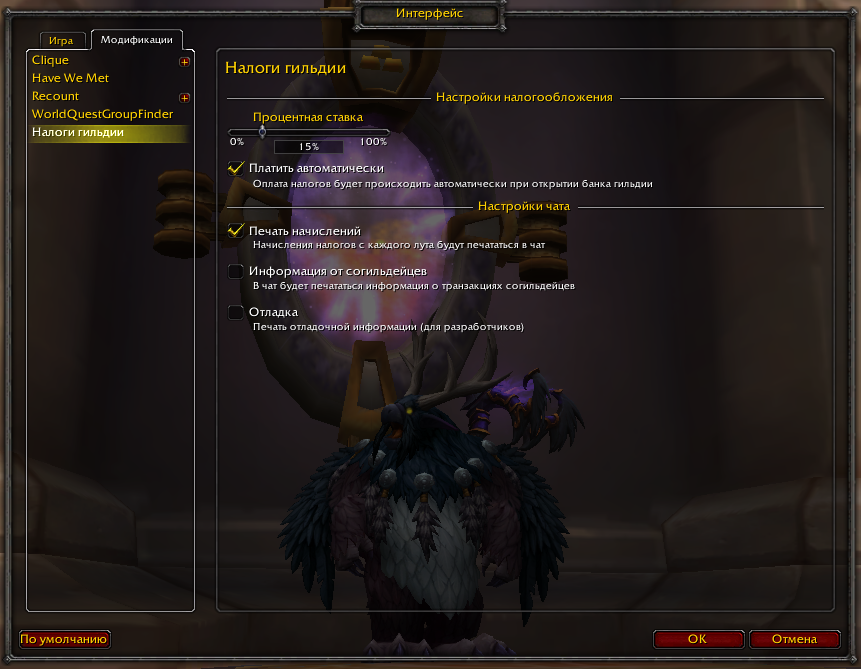 Интерфейс
Игра
Модификации
Clique
Have We Met
Recount
WorldQuestGroupFinder
Налоги гильдии
Налоги гильдии
Настройки налогообложения
Процентная ставка
0%
15%
100%
Платить автоматически
Оплата налогов будет происходить автоматически при открытии банка гильдии
Настройки чата
Печать начислений
Начисления налогов с каждого лута будут печататься в чат
Информация от согильдейцев
В чат будет печататься информация о транзакциях согильдейцев
Отладка
Печать отладочной информации (для разработчиков)
По умолчанию
ОК
Отмена